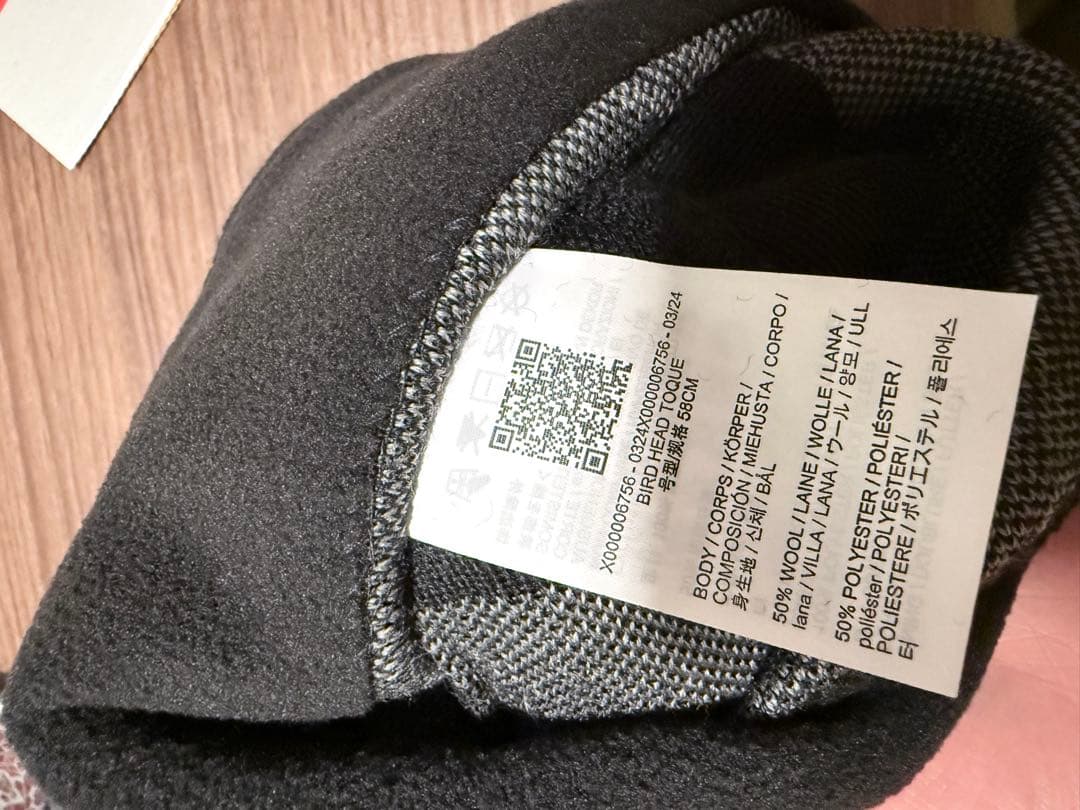 X000006756 - 0324X000006756 - 03/24
BIRD HEAD TOQUE
号型/规格 58CM
BODY / CORPS / KÖRPER /
COMPOSICIÓN / MIEHUSTA / CORPO /
身生地 / 신체 / BÁL
50% WOOL / LAINE / WOLLE / LANA /
lana / VILLA / LANA / ウール / 양모 / ULL
50% POLYESTER / POLIÉSTER /
poliéster / POLYESTERI /
POLIESTERE / ポリエステル / 폴리에스
터